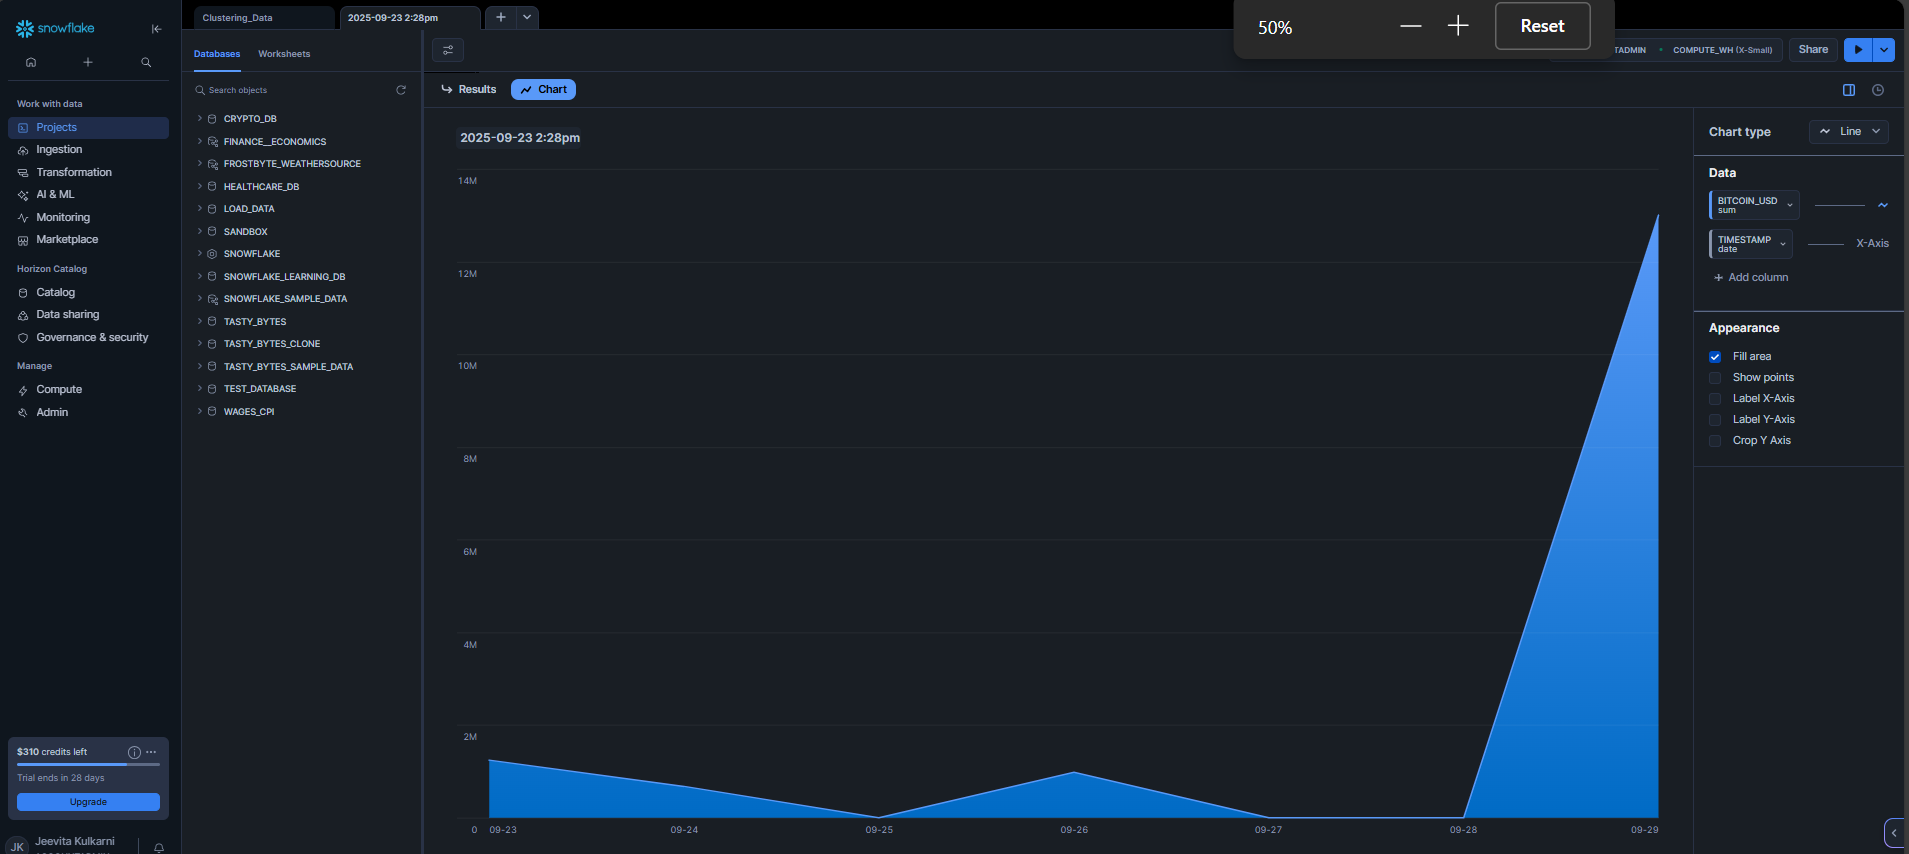 snowflake
Work with data
Projects
Ingestion
Transformation
AI & ML
Monitoring
Marketplace
Horizon Catalog
Catalog
Data sharing
Governance & security
Manage
Compute
Admin
$310 credits left
Trial ends in 28 days
Upgrade
JK
Jeevita Kulkarni
Clustering_Data
2025-09-23 2:28pm
Databases
Worksheets
Search objects
CRYPTO_DB
FINANCE__ECONOMICS
FROSTBYTE_WEATHERSOURCE
HEALTHCARE_DB
LOAD_DATA
SANDBOX
SNOWFLAKE
SNOWFLAKE_LEARNING_DB
SNOWFLAKE_SAMPLE_DATA
TASTY_BYTES
TASTY_BYTES_CLONE
TASTY_BYTES_SAMPLE_DATA
TEST_DATABASE
WAGES_CPI
50%
Reset
TADMIN
COMPUTE_WH (X-Small)
Share
Results
Chart
2025-09-23 2:28pm
14M
12M
10M
8M
6M
4M
2M
0
09-23
09-24
09-25
09-26
09-27
09-28
09-29
Chart type
Line
Data
BITCOIN_USD
sum
TIMESTAMP
date
X-Axis
Add column
Appearance
Fill area
Show points
Label X-Axis
Label Y-Axis
Crop Y Axis